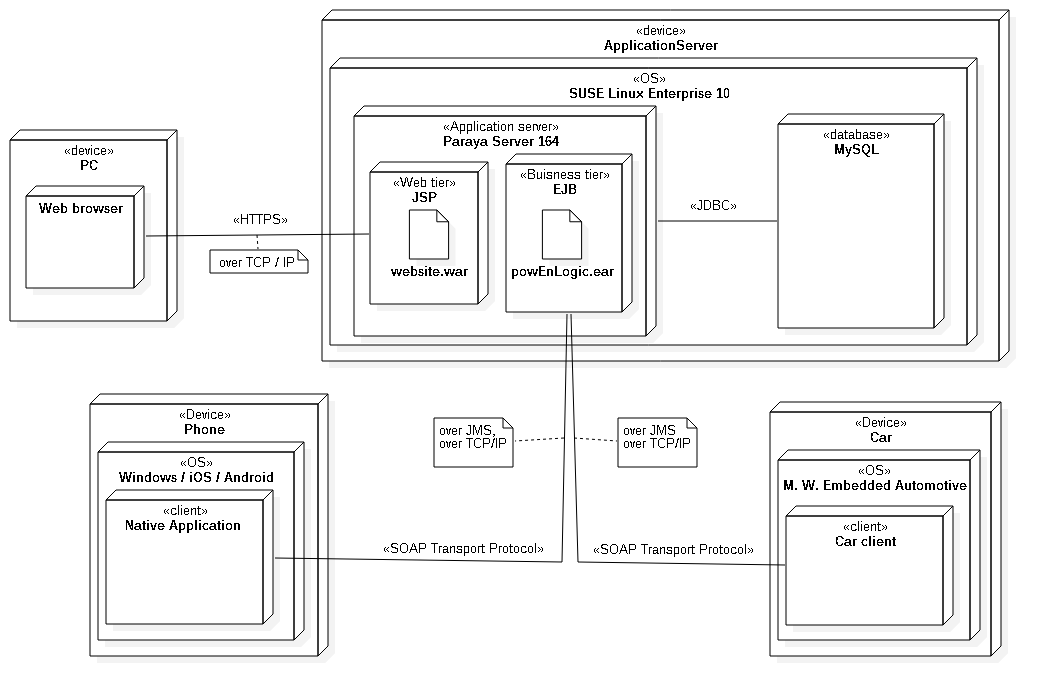 «device»
ApplicationServer
«OS»
SUSE Linux Enterprise 10
«Application server»
Paraya Server 164
«Web tier»
JSP
website.war
«Buisness tier»
EJB
powEnLogic.ear
«JDBC»
«database»
MySQL
«device»
PC
Web browser
«HTTPS»
over TCP / IP
«Device»
Phone
«OS»
Windows / iOS / Android
«client»
Native Application
over JMS,
over TCP/IP
over JMS
over TCP/IP
«SOAP Transport Protocol»
«SOAP Transport Protocol»
«Device»
Car
«OS»
M. W. Embedded Automotive
«client»
Car client